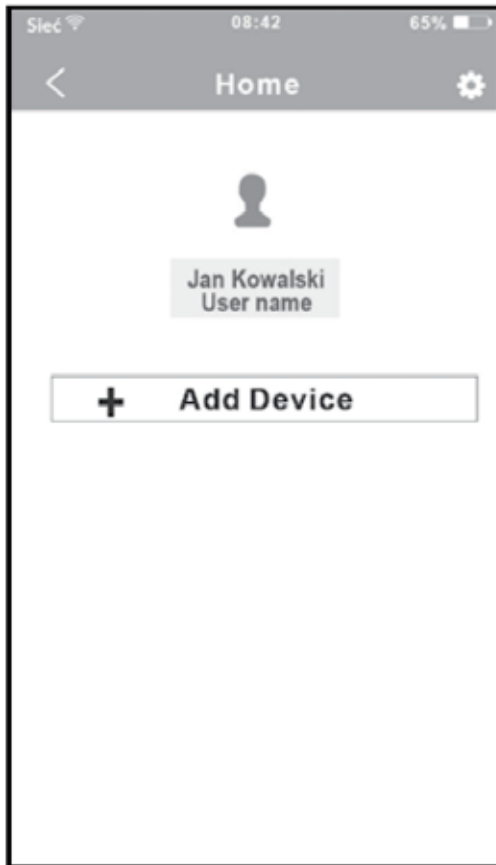 Sieć 08:42 65%
Home
Jan Kowalski
User name
+ Add Device